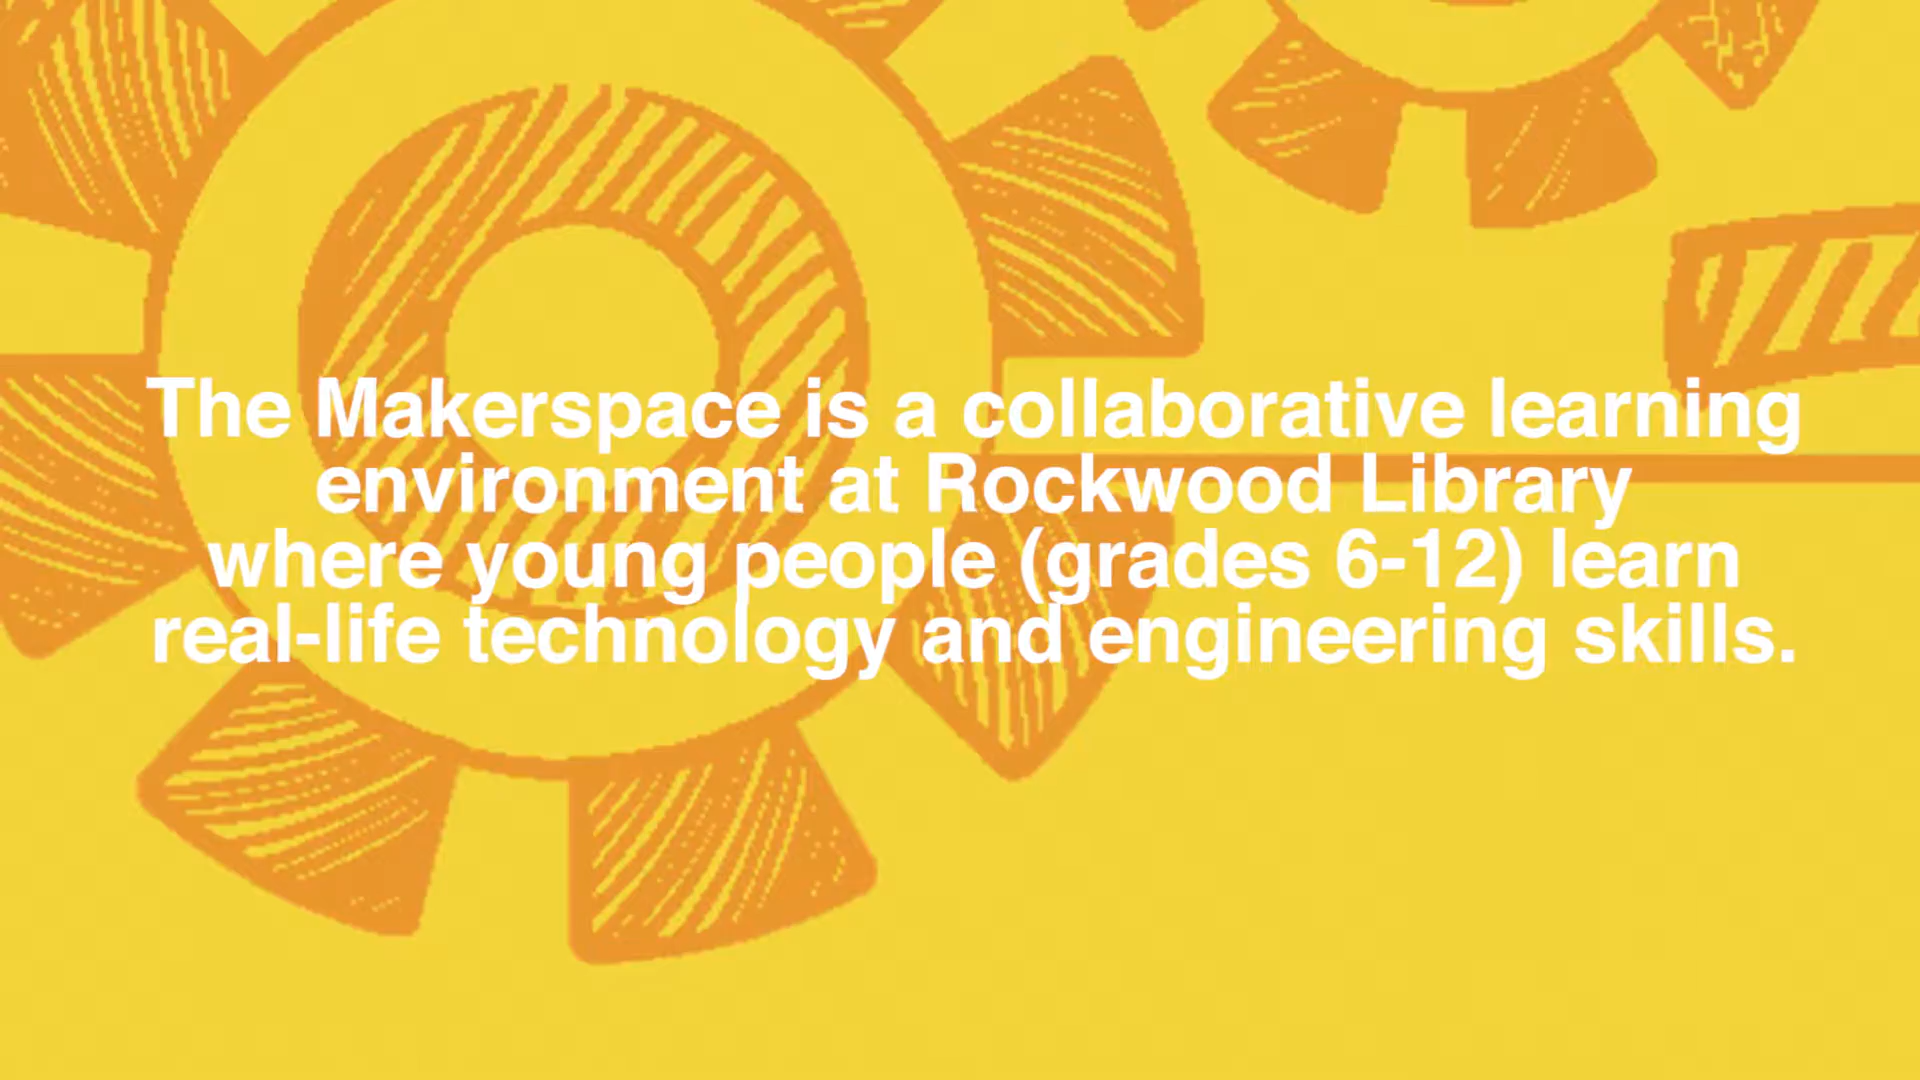 The Makerspace is a collaborative learning
environment at Rockwood Library
where young people (grades 6-12) learn
real-life technology and engineering skills.